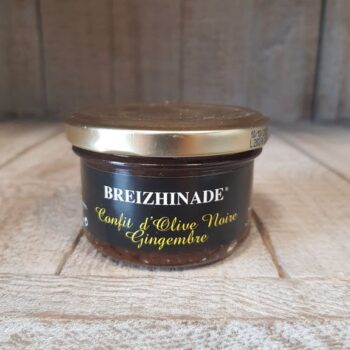 BREIZHINADE®
Confit d'Olive Noire
Gingembre